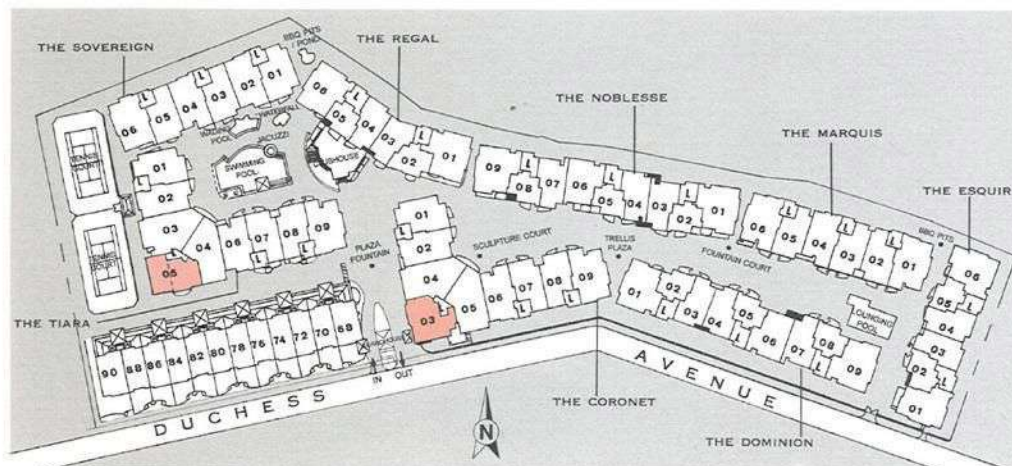 THE SOVEREIGN
BBQ PITS
/ POND
THE REGAL
THE NOBLESSE
THE MARQUIS
THE ESQUIR
06
05
04
03
02
01
L
L
L
WADING
POOL
WATERFALL
JACUZZI
SWIMMING
POOL
TENNIS
COURT
COURT
06
05
04
03
02
01
L
L
09
08
07
06
05
04
03
02
01
L
L
L
06
05
04
03
02
01
L
L
L
BBQ PITS
06
05
04
03
02
01
L
L
L
01
02
03
04
05
06
07
08
09
L
L
L
L
PLAZA
FOUNTAIN
01
02
04
03
05
06
07
08
09
L
L
L
L
SCULPTURE COURT
TRELLIS
PLAZA
FOUNTAIN COURT
LOUNGING
POOL
01
02
03
04
05
06
07
08
09
L
L
L
THE TIARA
90
88
86
84
82
80
78
76
74
72
70
68
IN
OUT
DUCHESS
AVENUE
THE CORONET
THE DOMINION
N